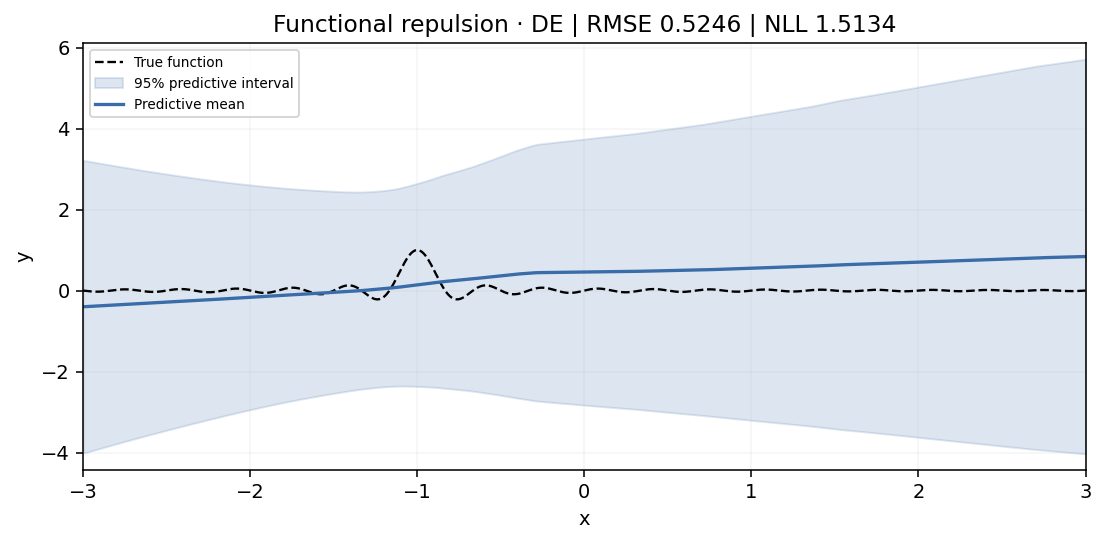 Functional repulsion · DE | RMSE 0.5246 | NLL 1.5134
True function
95% predictive interval
Predictive mean
6
4
2
0
−2
−4
y
−3
−2
−1
0
1
2
3
x